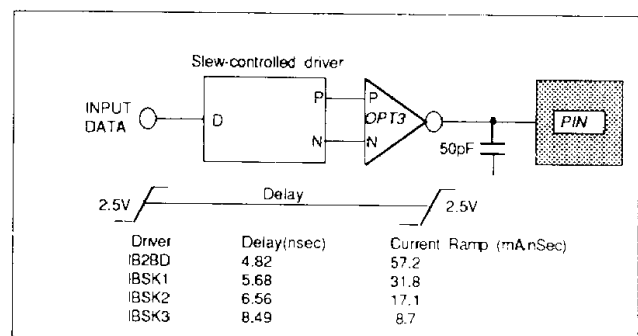 Slew-controlled driver
INPUT
DATA
D
P
N
P
OPT3
N
50pF
PIN
2.5V
Delay
2.5V
Driver Delay(nsec) Current Ramp (mA/nSec)
IB2BD 4.82 57.2
IBSK1 5.68 31.8
IBSK2 6.56 17.1
IBSK3 8.49 8.7